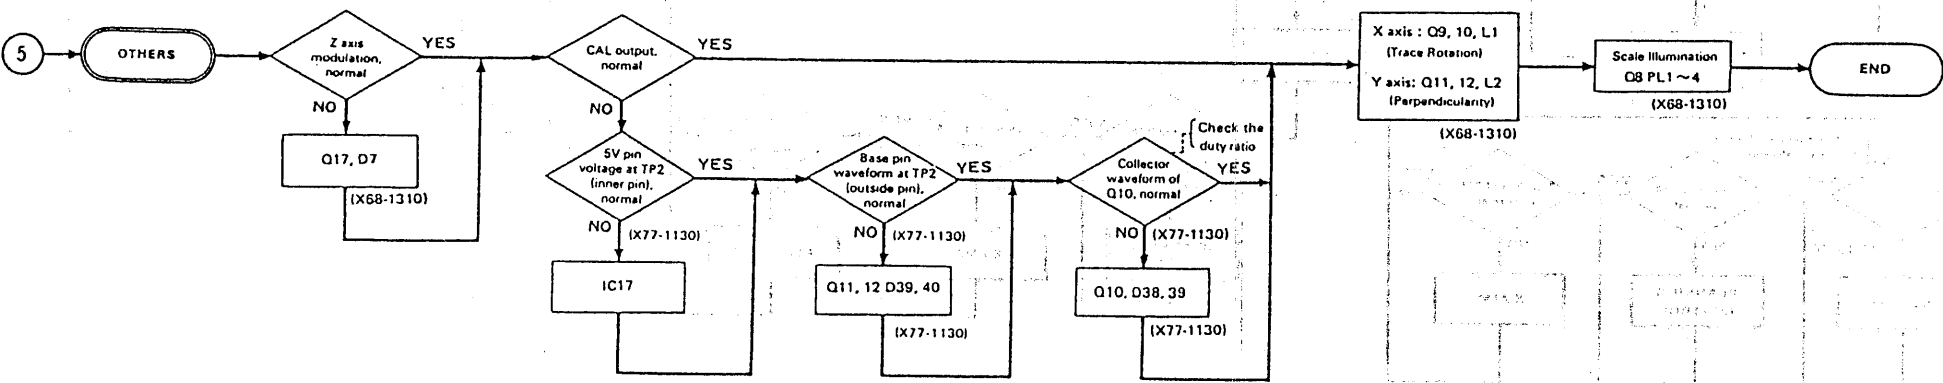 5
OTHERS
Z axis
modulation,
normal
YES
NO
Q17, D7
(X68-1310)
CAL output,
normal
YES
NO
5V pin
voltage at TP2
(inner pin),
normal
YES
NO
(X77-1130)
IC17
Base pin
waveform at TP2
(outside pin),
normal
YES
NO
(X77-1130)
Q11, 12 D39, 40
(X77-1130)
Check the
duty ratio
Collector
waveform of
Q10, normal
YES
NO
(X77-1130)
Q10, D38, 39
(X77-1130)
X axis : Q9, 10, L1
(Trace Rotation)
Y axis: Q11, 12, L2
(Perpendicularity)
(X68-1310)
Scale Illumination
Q8 PL1～4
(X68-1310)
END